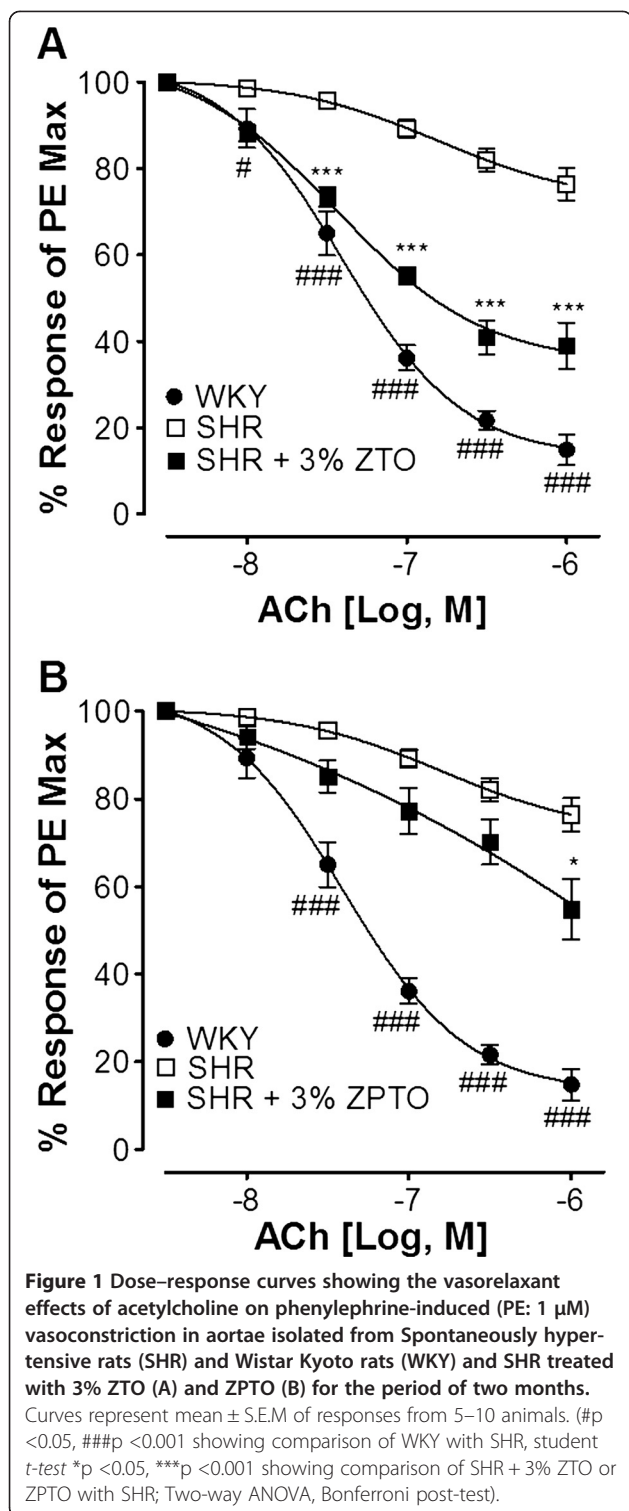 A
% Response of PE Max
100
80
60
40
20
0
#
***
***
***
***
###
###
###
###
WKY
SHR
SHR + 3% ZTO
-8
-7
-6
ACh [Log, M]
B
% Response of PE Max
100
80
60
40
20
0
*
###
###
###
###
WKY
SHR
SHR + 3% ZPTO
-8
-7
-6
ACh [Log, M]
Figure 1 Dose–response curves showing the vasorelaxant
effects of acetylcholine on phenylephrine-induced (PE: 1 μM)
vasoconstriction in aortae isolated from Spontaneously hyper-
tensive rats (SHR) and Wistar Kyoto rats (WKY) and SHR treated
with 3% ZTO (A) and ZPTO (B) for the period of two months.
Curves represent mean ± S.E.M of responses from 5–10 animals. (#p
<0.05, ###p <0.001 showing comparison of WKY with SHR, student
t-test *p <0.05, ***p <0.001 showing comparison of SHR + 3% ZTO or
ZPTO with SHR; Two-way ANOVA, Bonferroni post-test).